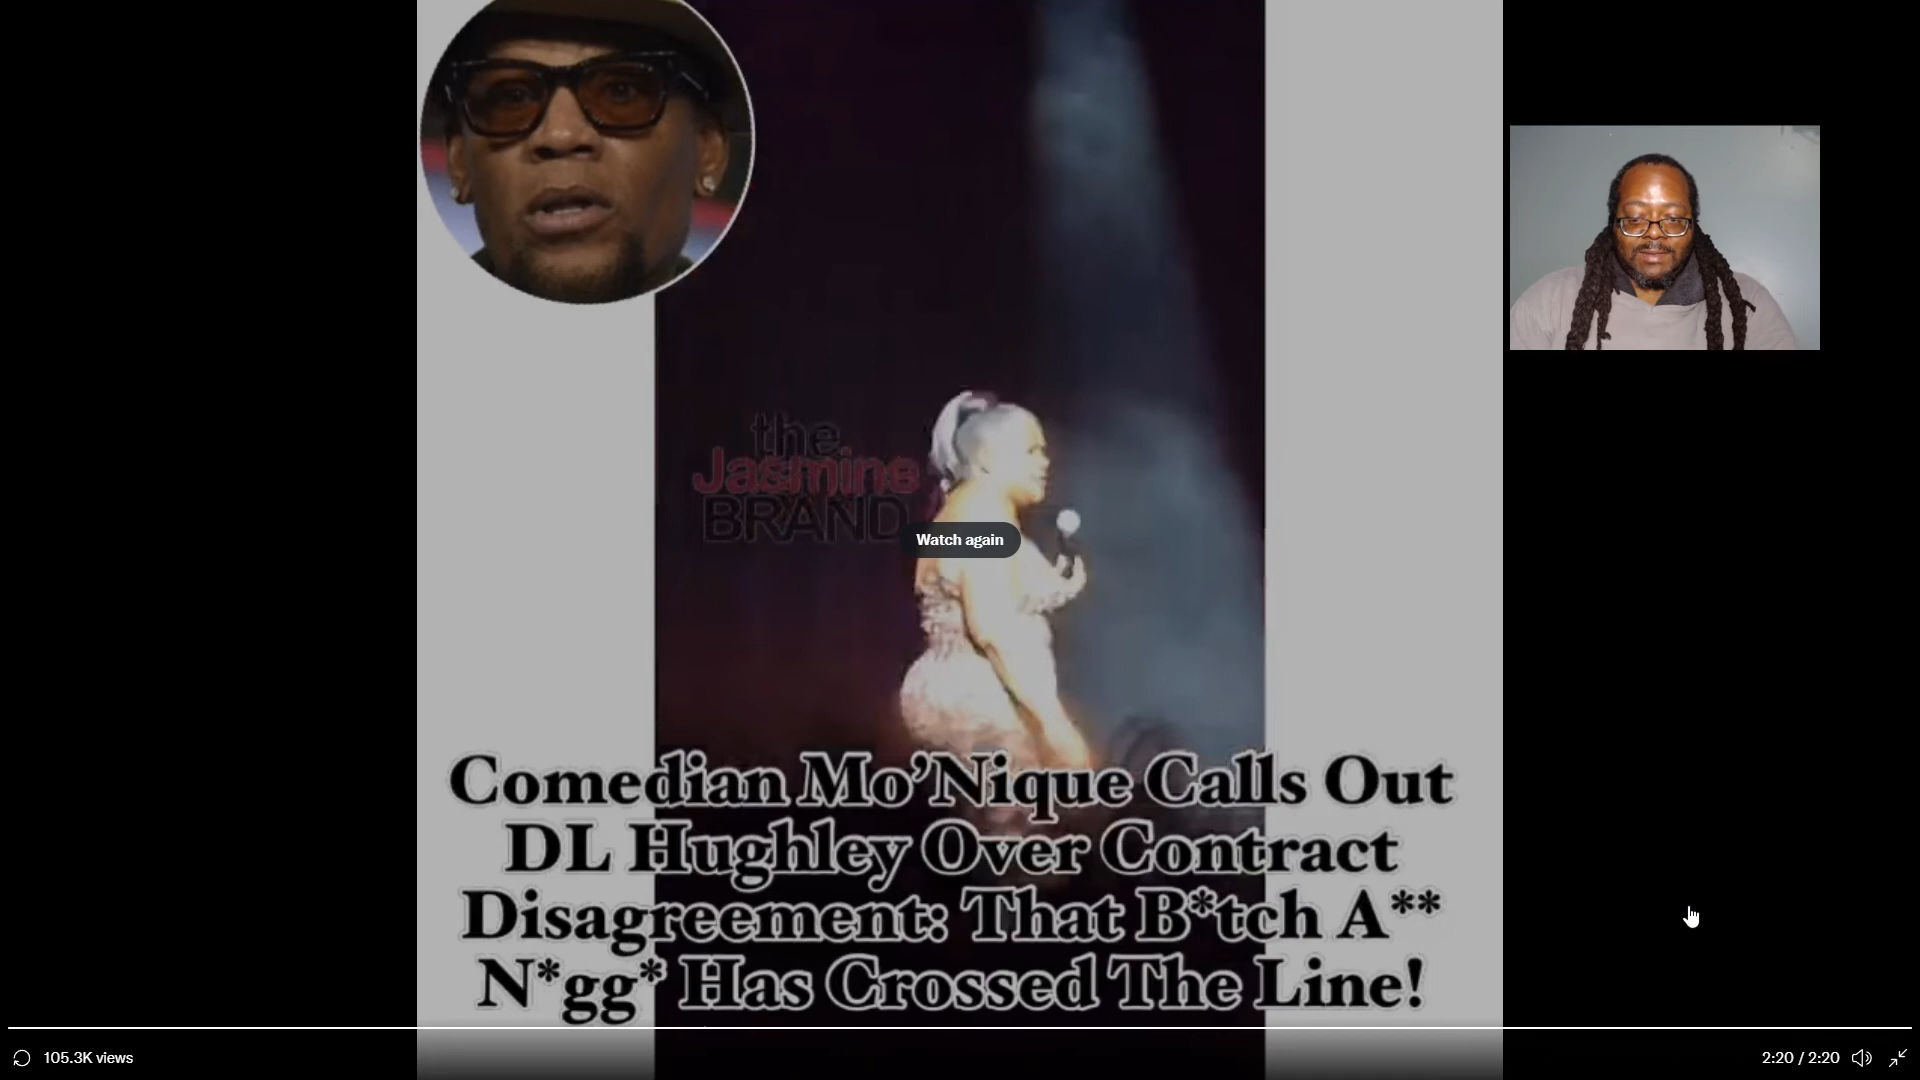 the
Jasmine
BRAND
Watch again
Comedian Mo’Nique Calls Out
DL Hughley Over Contract
Disagreement: That B*tch A**
N*gg* Has Crossed The Line!
105.3K views
2:20 / 2:20